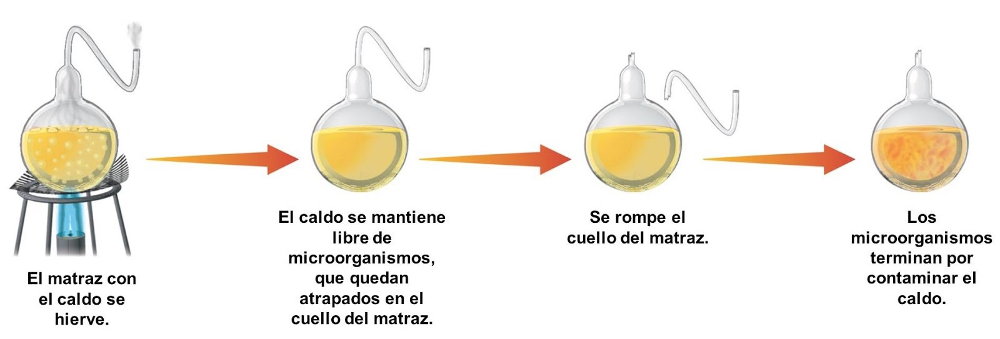 El matraz con
el caldo se
hierve.
El caldo se mantiene
libre de
microorganismos,
que quedan
atrapados en el
cuello del matraz.
Se rompe el
cuello del matraz.
Los
microorganismos
terminan por
contaminar el
caldo.